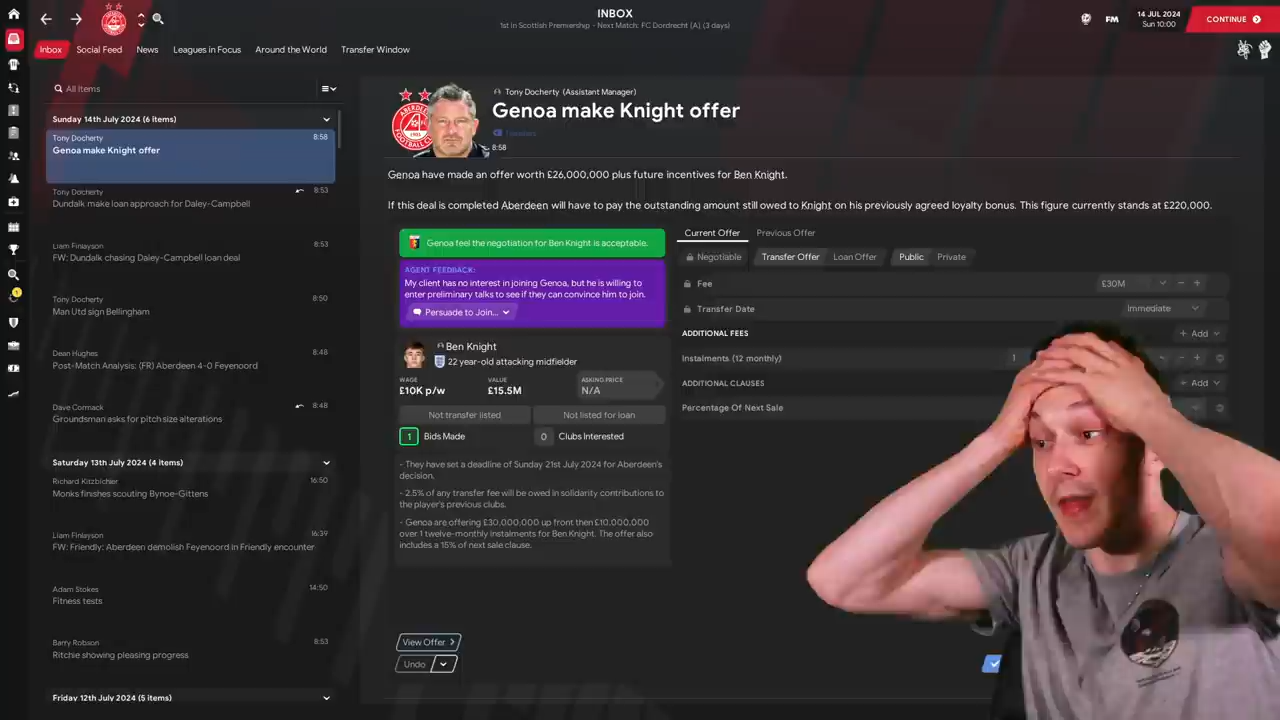 INBOX
1st in Scottish Premiership - Next Match: FC Dordrecht (A) (3 days)
FM
14 JUL 2024
Sun 10:00
CONTINUE
Inbox
Social Feed
News
Leagues in Focus
Around the World
Transfer Window
All Items
Sunday 14th July 2024 (6 items)
Tony Docherty
8:58
Genoa make Knight offer
Tony Docherty
8:53
Dundalk make loan approach for Daley-Campbell
Liam Finlayson
8:53
FW: Dundalk chasing Daley-Campbell loan deal
Tony Docherty
8:50
Man Utd sign Bellingham
Dean Hughes
8:48
Post-Match Analysis: (FR) Aberdeen 4-0 Feyenoord
Dave Cormack
8:48
Groundsman asks for pitch size alterations
Saturday 13th July 2024 (4 items)
Richard Kitzbichler
16:50
Monks finishes scouting Bynoe-Gittens
Liam Finlayson
16:39
FW: Friendly: Aberdeen demolish Feyenoord in Friendly encounter
Adam Stokes
14:50
Fitness tests
Barry Robson
8:53
Ritchie showing pleasing progress
Friday 12th July 2024 (5 items)
Tony Docherty (Assistant Manager)
Genoa make Knight offer
Transfers
8:58
Genoa have made an offer worth £26,000,000 plus future incentives for Ben Knight.
If this deal is completed Aberdeen will have to pay the outstanding amount still owed to Knight on his previously agreed loyalty bonus. This figure currently stands at £220,000.
Genoa feel the negotiation for Ben Knight is acceptable.
AGENT FEEDBACK:
My client has no interest in joining Genoa, but he is willing to
enter preliminary talks to see if they can convince him to join.
Persuade to Join...
Ben Knight
22 year-old attacking midfielder
WAGE
£10K p/w
VALUE
£15.5M
ASKING PRICE
N/A
Not transfer listed
Not listed for loan
1 Bids Made
0 Clubs Interested
- They have set a deadline of Sunday 21st July 2024 for Aberdeen's
decision.
- 2.5% of any transfer fee will be owed in solidarity contributions to
the player's previous clubs.
- Genoa are offering £30,000,000 up front then £10,000,000
over 1 twelve-monthly instalments for Ben Knight. The offer also
includes a 15% of next sale clause.
View Offer
Undo
Current Offer
Previous Offer
Negotiable
Transfer Offer
Loan Offer
Public
Private
Fee
£30M
Transfer Date
Immediate
ADDITIONAL FEES
Add
Instalments (12 monthly)
1
ADDITIONAL CLAUSES
Add
Percentage Of Next Sale